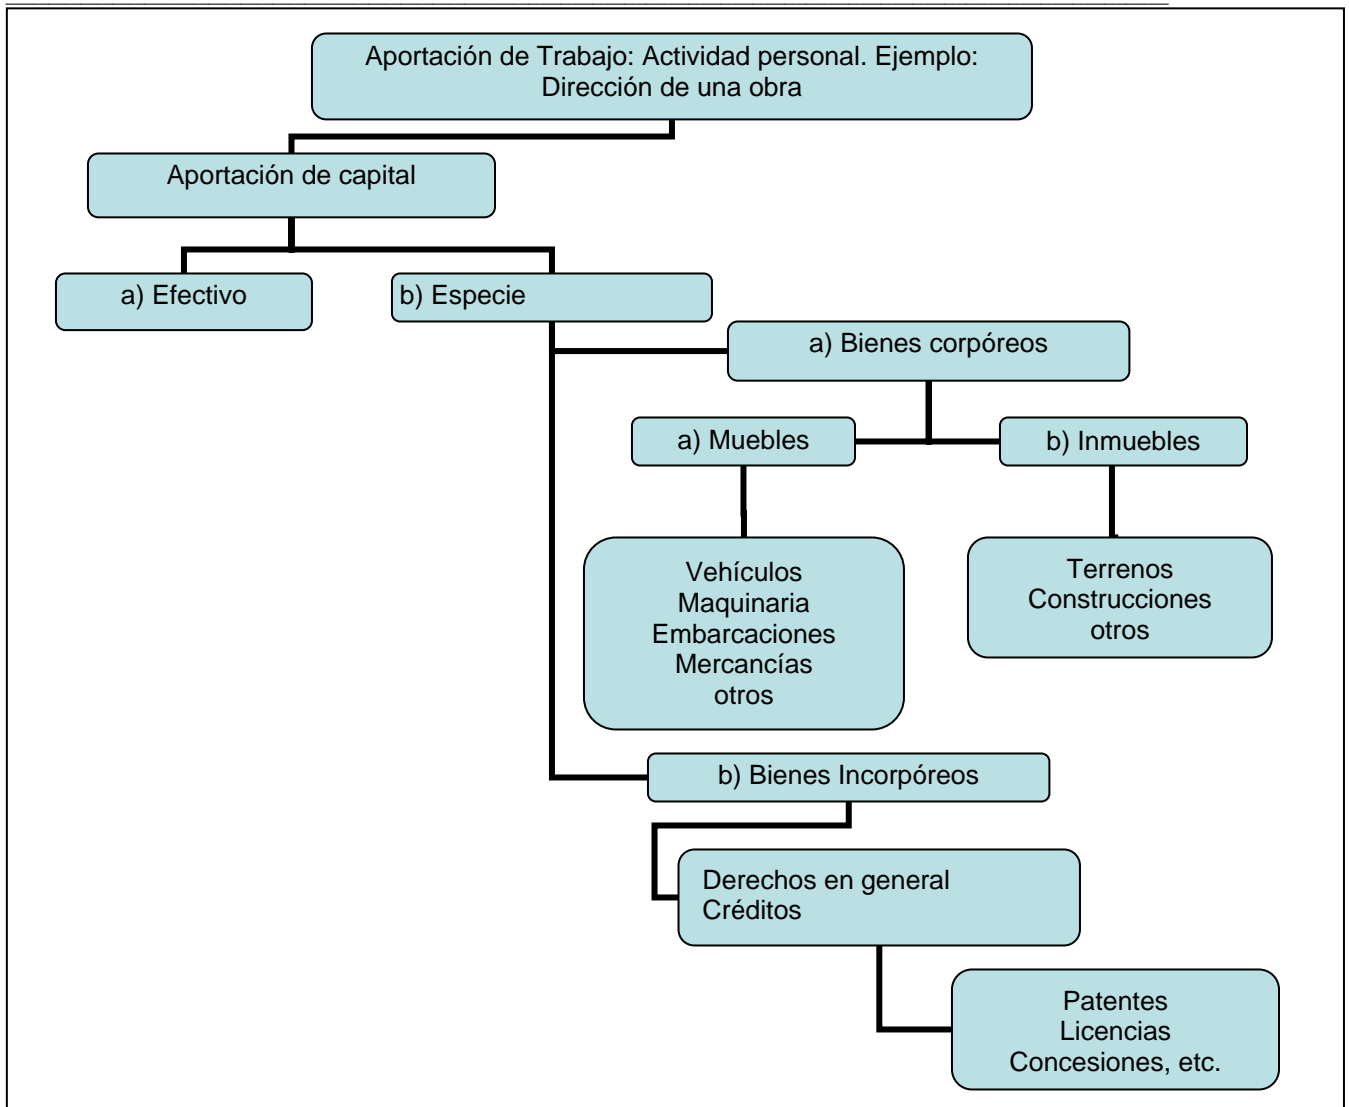 Aportación de Trabajo: Actividad personal. Ejemplo:
Dirección de una obra
Aportación de capital
a) Efectivo
b) Especie
a) Bienes corpóreos
a) Muebles
b) Inmuebles
Vehículos
Maquinaria
Embarcaciones
Mercancías
otros
Terrenos
Construcciones
otros
b) Bienes Incorpóreos
Derechos en general
Créditos
Patentes
Licencias
Concesiones, etc.